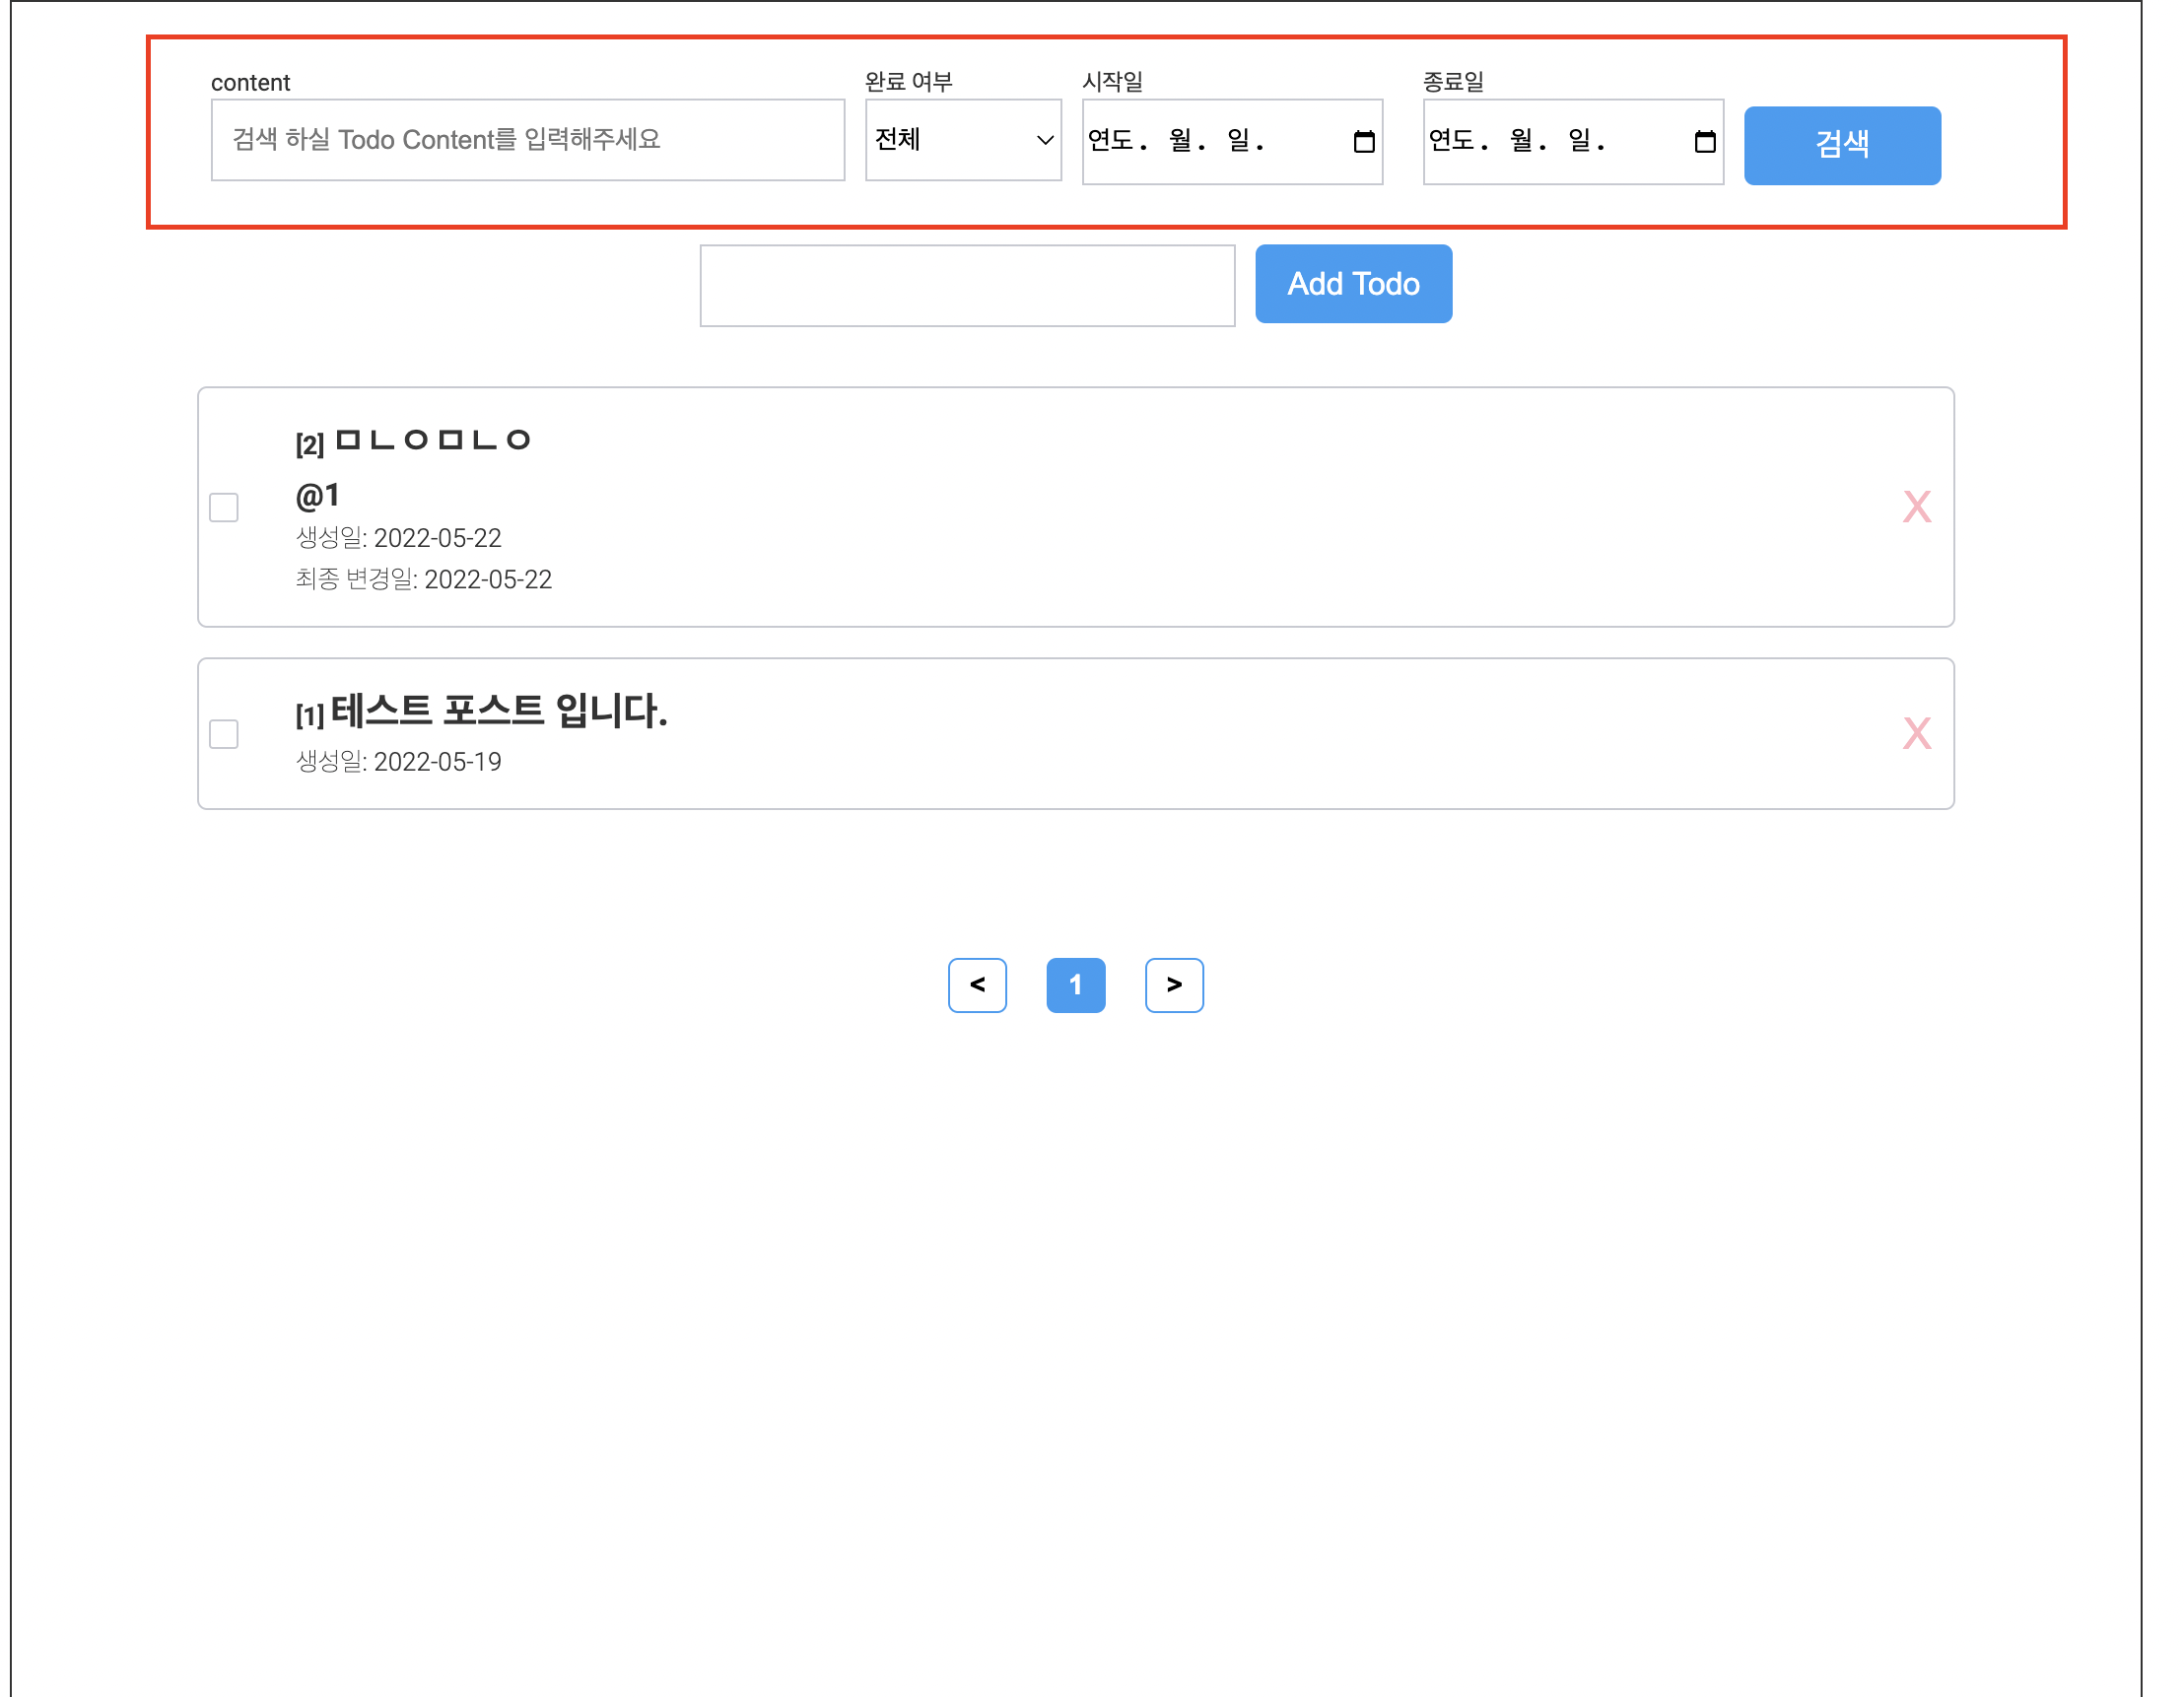 content 완료 여부 시작일 종료일
검색 하실 Todo Content를 입력해주세요 전체 연도. 월. 일. 연도. 월. 일. 검색
Add Todo
[2] ㅁㄴㅇㅁㄴㅇ
@1
생성일: 2022-05-22
최종 변경일: 2022-05-22
X
[1] 테스트 포스트 입니다.
생성일: 2022-05-19
X
< 1 >